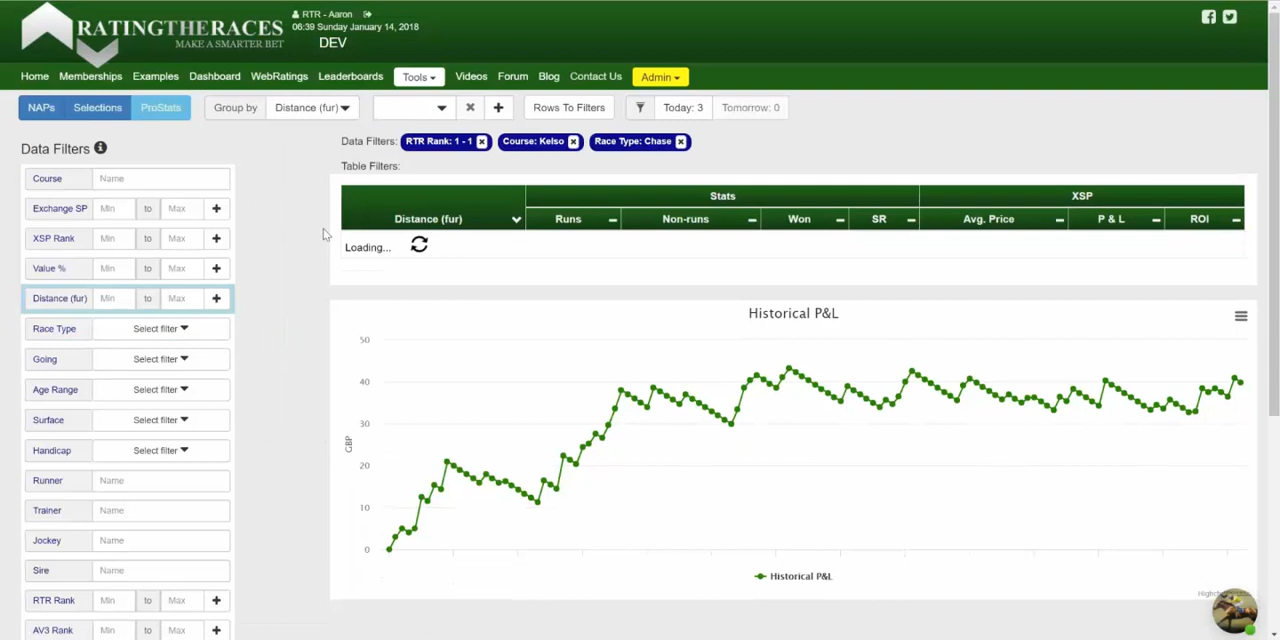 RATINGTHERACES
MAKE A SMARTER BET
RTR - Aaron
06:39 Sunday January 14, 2018
DEV
Home Memberships Examples Dashboard WebRatings Leaderboards Tools Videos Forum Blog Contact Us Admin
NAPs Selections ProStats Group by Distance (fur) Rows To Filters Today: 3 Tomorrow: 0
Data Filters
Data Filters: RTR Rank: 1 - 1 Course: Kelso Race Type: Chase
Table Filters:
Course Name
Exchange SP Min to Max
XSP Rank Min to Max
Value % Min to Max
Distance (fur) Min to Max
Race Type Select filter
Going Select filter
Age Range Select filter
Surface Select filter
Handicap Select filter
Runner Name
Trainer Name
Jockey Name
Sire Name
RTR Rank Min to Max
AV3 Rank Min to Max
Stats XSP
Distance (fur) Runs Non-runs Won SR Avg. Price P & L ROI
Loading...
Historical P&L
50
40
30
20
10
0
GBP
Historical P&L